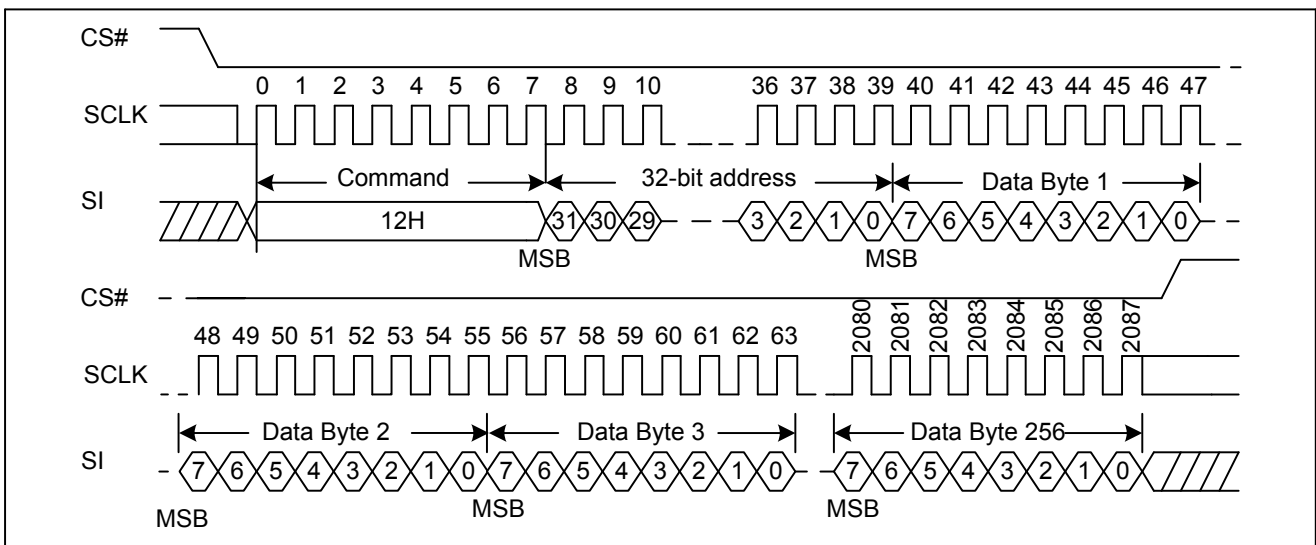 CS#
0 1 2 3 4 5 6 7 8 9 10 36 37 38 39 40 41 42 43 44 45 46 47
SCLK
Command 32-bit address Data Byte 1
SI
12H 31 30 29 3 2 1 0 7 6 5 4 3 2 1 0
MSB MSB
CS#
48 49 50 51 52 53 54 55 56 57 58 59 60 61 62 63 2080 2081 2082 2083 2084 2085 2086 2087
SCLK
Data Byte 2 Data Byte 3 Data Byte 256
SI
7 6 5 4 3 2 1 0 7 6 5 4 3 2 1 0 7 6 5 4 3 2 1 0
MSB MSB MSB